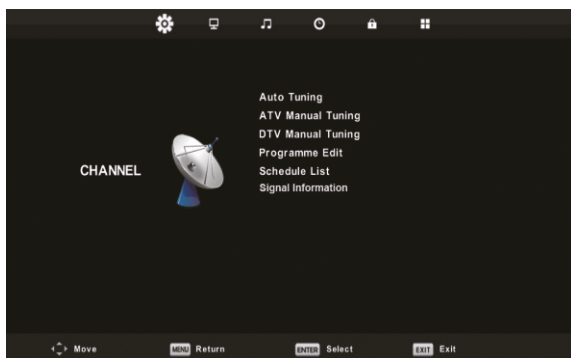 Auto Tuning
ATV Manual Tuning
DTV Manual Tuning
Programme Edit
CHANNEL
Schedule List
Signal Information
Move MENU Return ENTER Select EXIT Exit